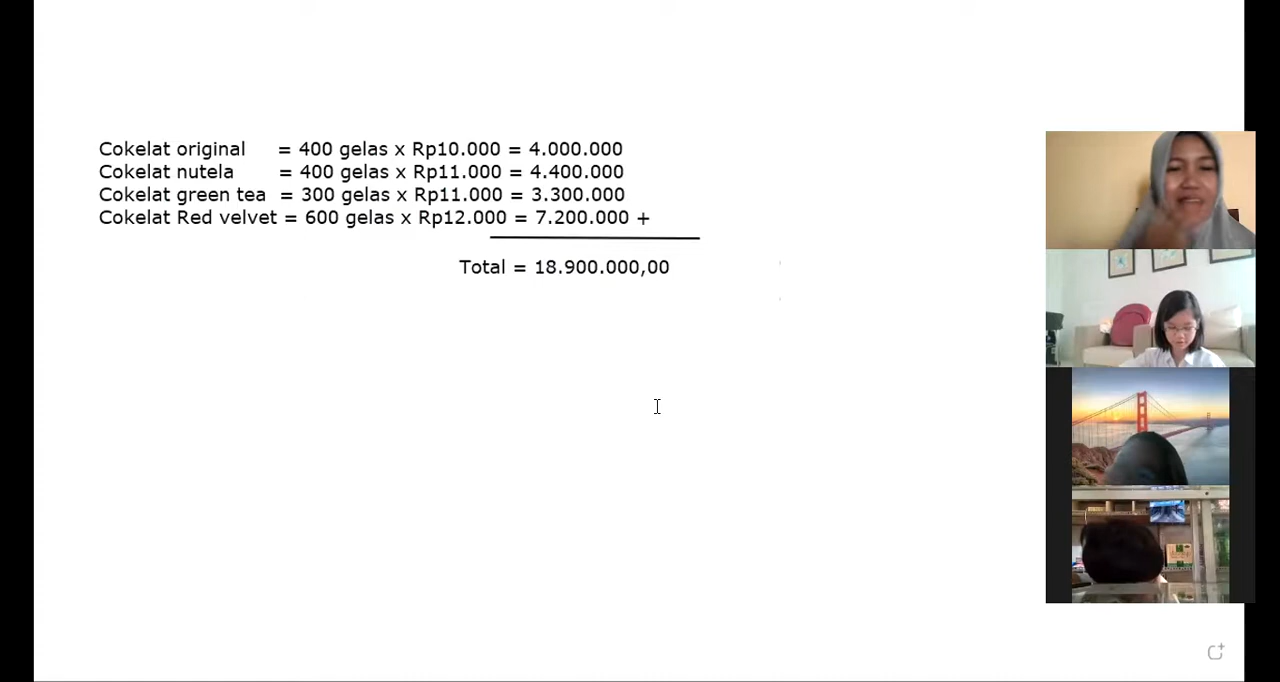 Cokelat original = 400 gelas x Rp10.000 = 4.000.000
Cokelat nutela = 400 gelas x Rp11.000 = 4.400.000
Cokelat green tea = 300 gelas x Rp11.000 = 3.300.000
Cokelat Red velvet = 600 gelas x Rp12.000 = 7.200.000 +
Total = 18.900.000,00